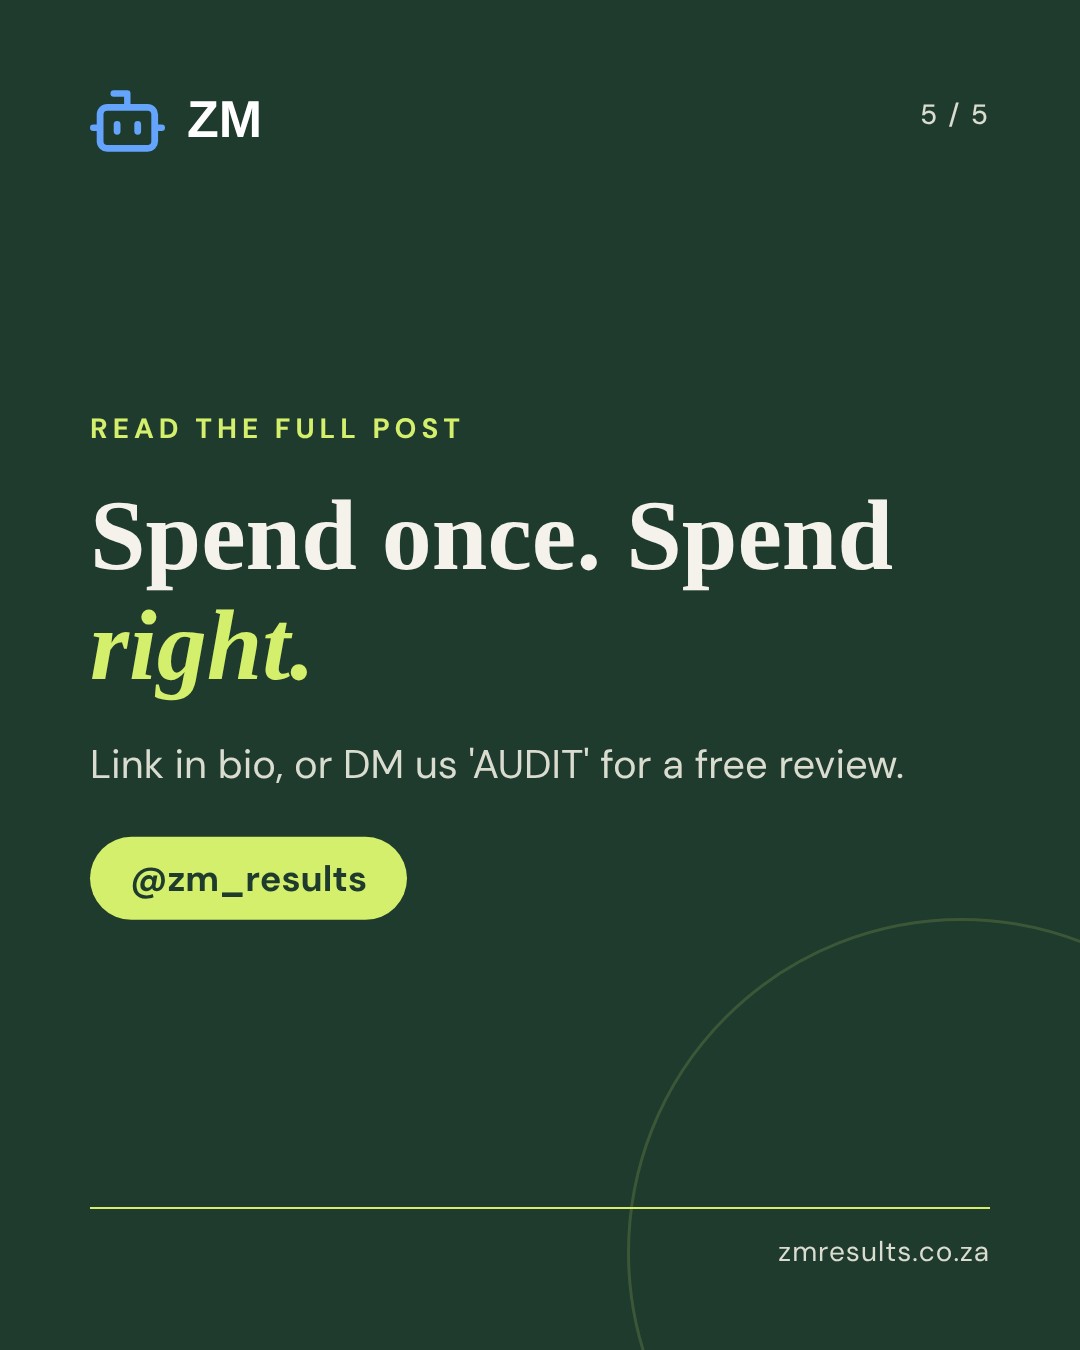 ZM
5 / 5
READ THE FULL POST
Spend once. Spend
right.
Link in bio, or DM us 'AUDIT' for a free review.
@zm_results
zmresults.co.za